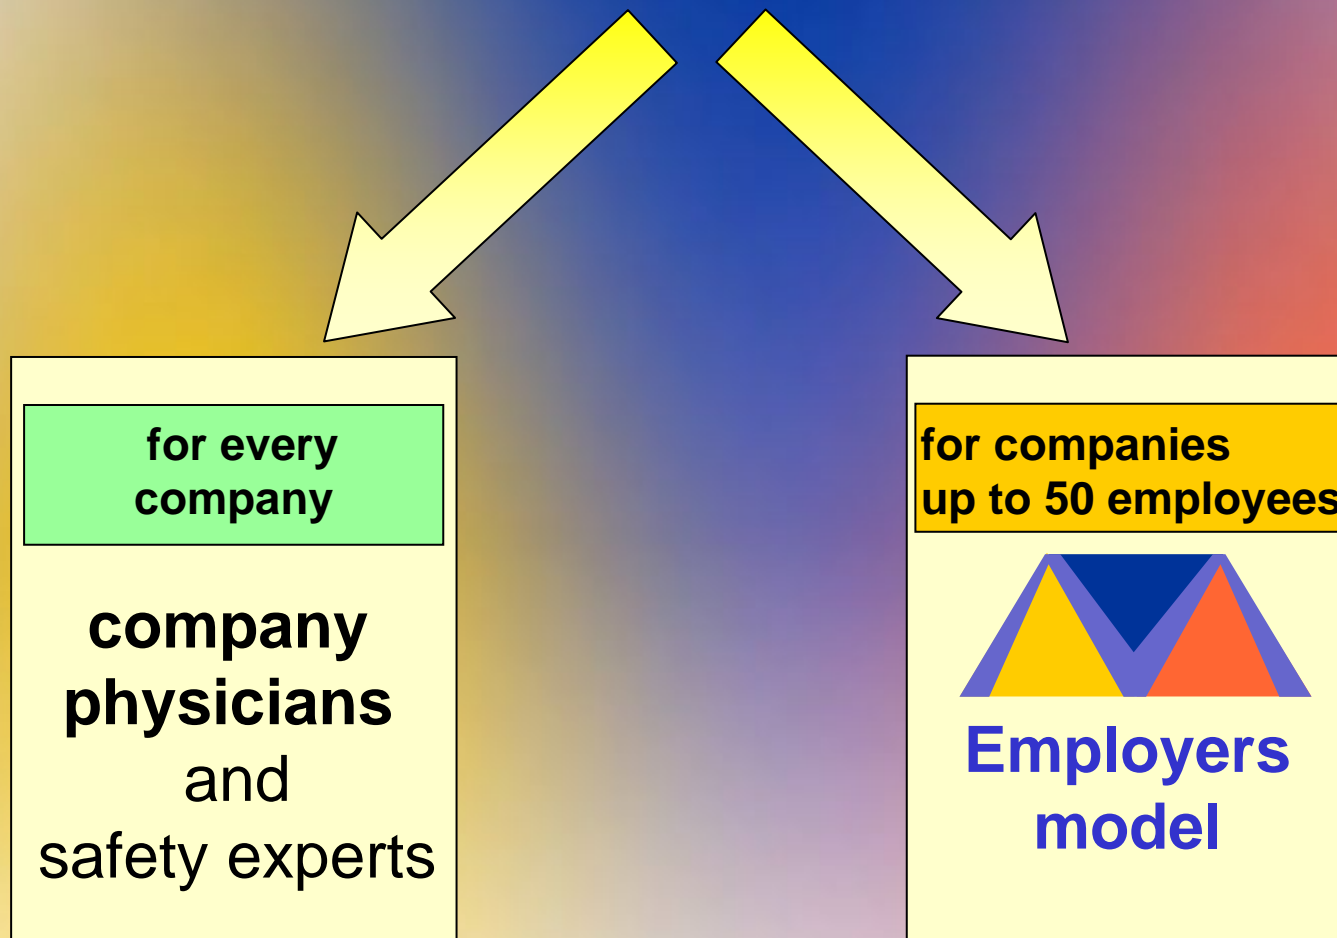 for every
company
company
physicians
and
safety experts
for companies
up to 50 employees
Employers
model